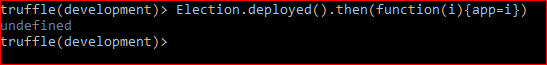 truffle(development)> Election.deployed().then(function(i){app=i})
undefined
truffle(development)>